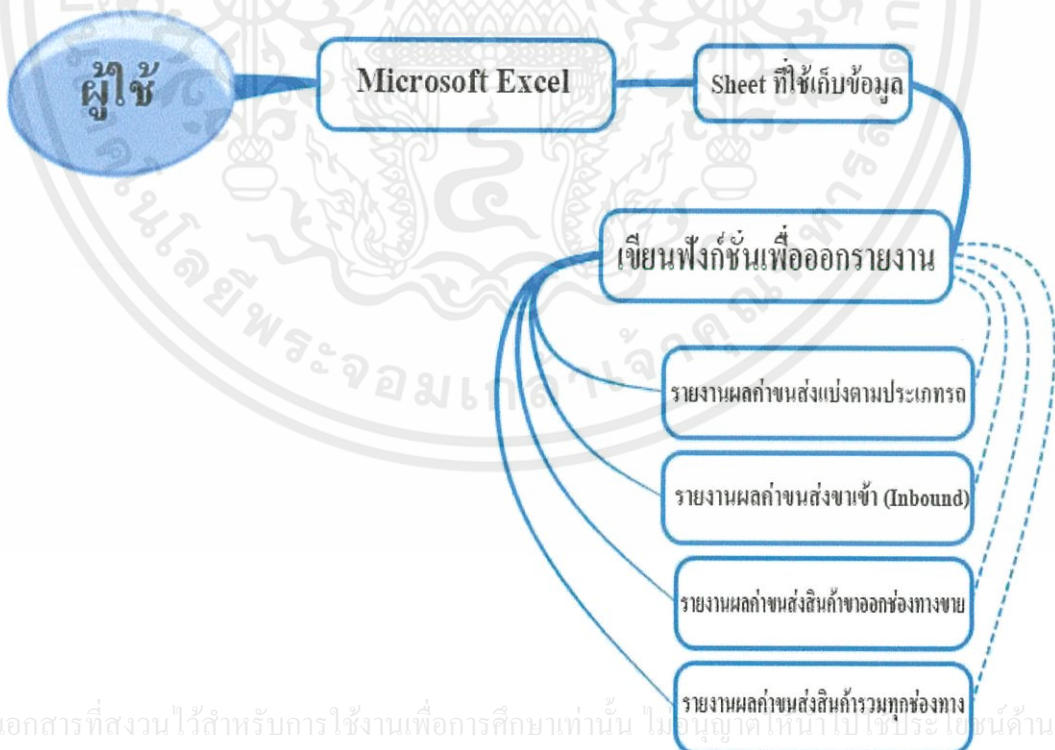 ผู้ใช้
Microsoft Excel
Sheet ที่ใช้เก็บข้อมูล
เขียนฟังก์ชั่นเพื่อออกรายงาน
รายงานผลค่าขนส่งแบ่งตามประเภทรถ
รายงานผลค่าขนส่งขาเข้า (Inbound)
รายงานผลค่าขนส่งสินค้าขาออกช่องทางขาย
รายงานผลค่าขนส่งสินค้ารวมทุกช่องทาง
เอกสารที่สงวนไว้สำหรับการใช้งานเพื่อการศึกษาเท่านั้น ไม่อนุญาตให้นำไปใช้ประโยชน์ด้าน